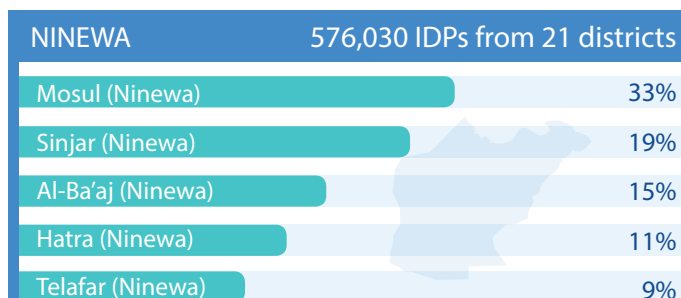 NINEWA 576,030 IDPs from 21 districts
Mosul (Ninewa) 33%
Sinjar (Ninewa) 19%
Al-Ba'aj (Ninewa) 15%
Hatra (Ninewa) 11%
Telafar (Ninewa) 9%